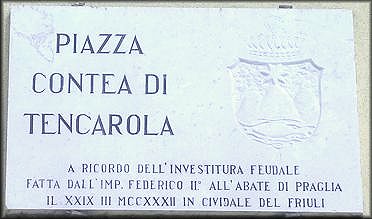 PIAZZA
CONTEA DI
TENCAROLA
A RICORDO DELL'INVESTITURA FEUDALE
FATTA DALL'IMP. FEDERICO II.º ALL'ABATE DI PRAGLIA
IL XXIX III MCCXXXII IN CIVIDALE DEL FRIULI